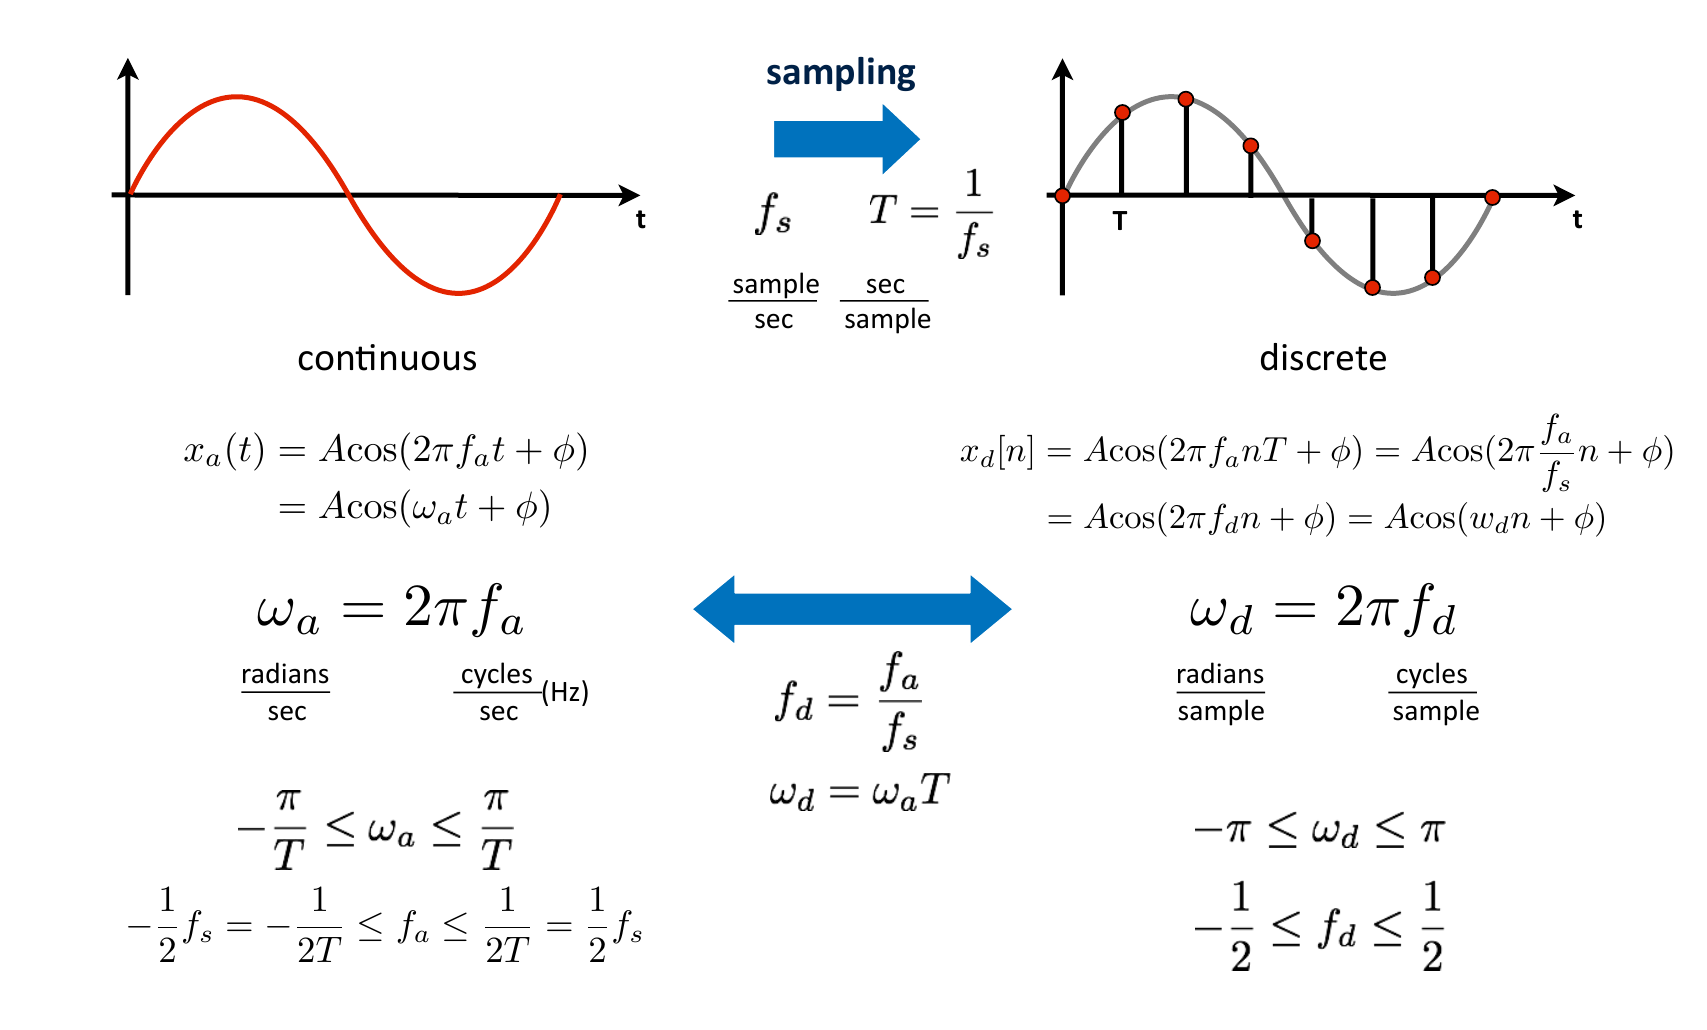 sampling
t
f_s T = 1/f_s
T
t
sample/sec sec/sample
continuous
discrete
x_a(t) = Acos(2πf_a t + ϕ)
= Acos(ω_a t + ϕ)
x_d[n] = Acos(2πf_a nT + ϕ) = Acos(2π f_a/f_s n + ϕ)
= Acos(2πf_d n + ϕ) = Acos(w_d n + ϕ)
ω_a = 2πf_a
radians/sec cycles/sec (Hz)
f_d = f_a/f_s
ω_d = ω_a T
ω_d = 2πf_d
radians/sample cycles/sample
−π/T ≤ ω_a ≤ π/T
−1/2 f_s = −1/2T ≤ f_a ≤ 1/2T = 1/2 f_s
−π ≤ ω_d ≤ π
−1/2 ≤ f_d ≤ 1/2